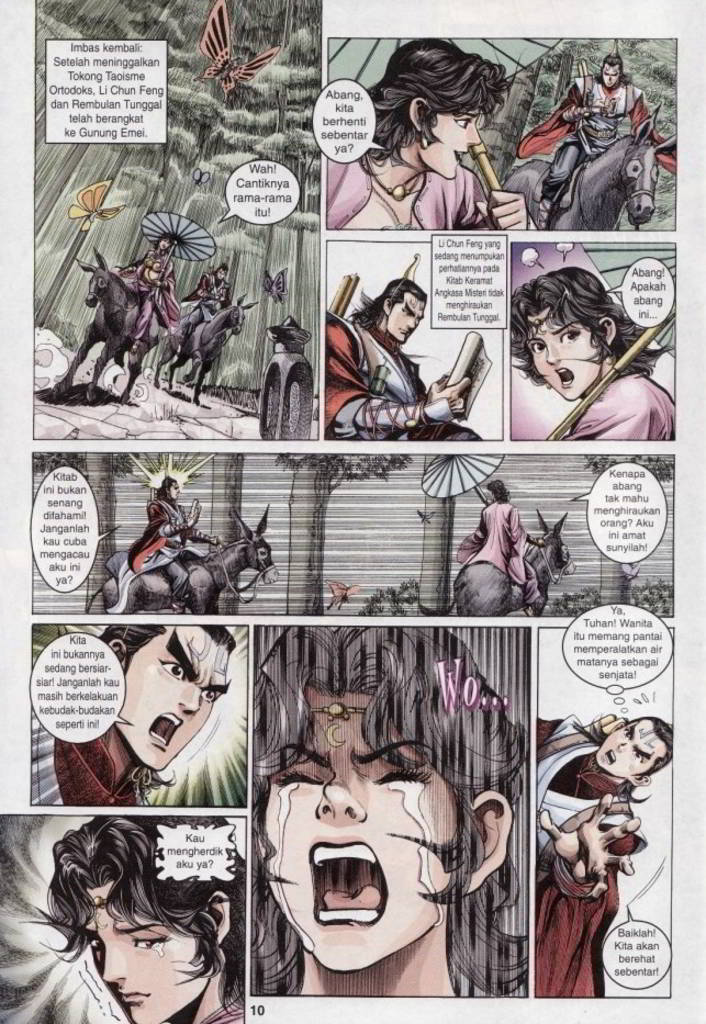 Imbas kembali:
Setelah meninggalkan
Tokong Taoisme
Ortodoks, Li Chun Feng
dan Rembulan Tunggal
telah berangkat
ke Gunung Emei.
Wah!
Cantiknya
rama-rama
itu!
Abang,
kita
berhenti
sebentar
ya?
Li Chun Feng yang
sedang menumpukan
perhatiannya pada
Kitab Keramat
Angkasa Misteri tidak
menghiraukan
Rembulan Tunggal.
Abang!
Apakah
abang
ini...
Kitab
ini bukan
senang
difahami!
Janganlah
kau cuba
mengacau
aku ini
ya?
Kenapa
abang
tak mahu
menghiraukan
orang? Aku
ini amat
sunyilah!
Kita
ini bukannya
sedang bersiar-
siar! Janganlah kau
masih berkelakuan
kebudak-budakan
seperti ini!
Wo...
Ya,
Tuhan! Wanita
itu memang pantai
memperalatkan air
matanya sebagai
senjata!
Kau
mengherdik
aku ya?
Baiklah!
Kita akan
berehat
sebentar!
10